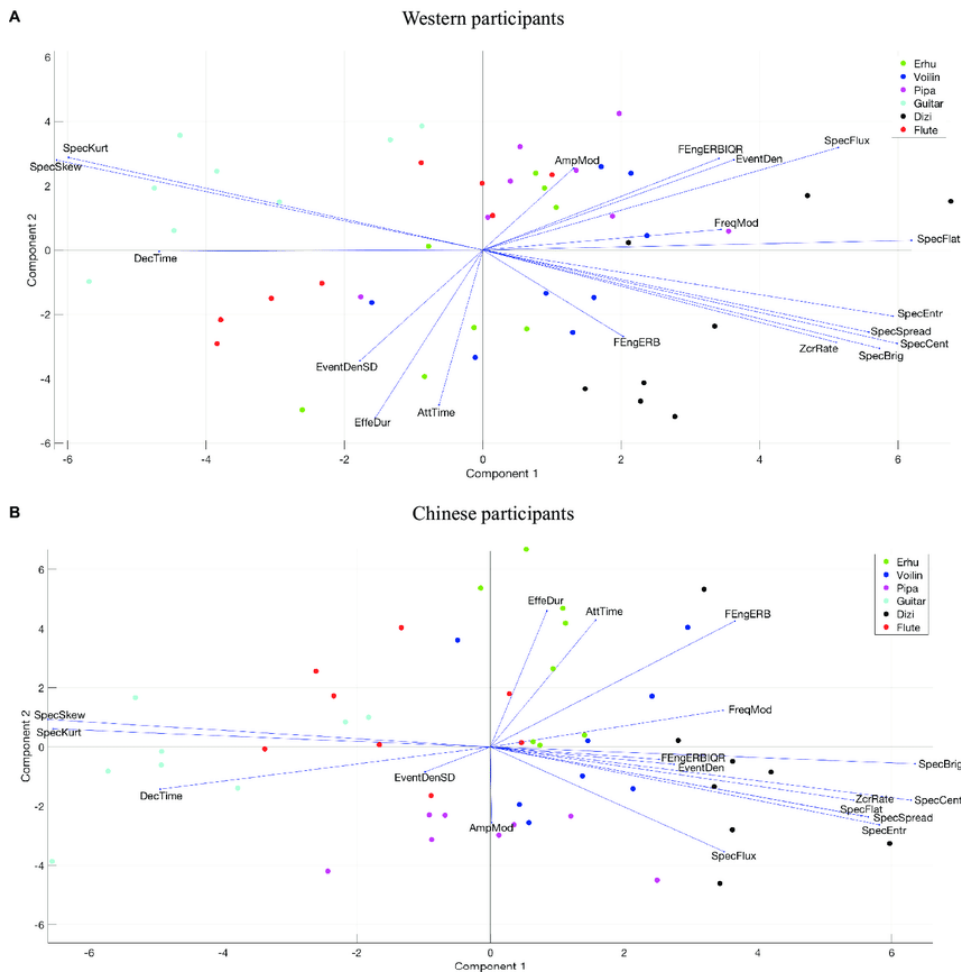 A
Western participants
6
Erhu
Voilin
Pipa
Guitar
Dizi
Flute
4
SpecFlux
SpecKurt
FEngERBIQR
SpecSkew
AmpMod
EventDen
2
FreqMod
SpecFlat
Component 2
0
DecTime
SpecEntr
-2
SpecSpread
FEngERB
ZcrRate
SpecCent
SpecBrig
EventDenSD
-4
EffeDur
AttTime
-6
-6 -4 -2 0 2 4 6
Component 1
B
Chinese participants
6
Erhu
Voilin
Pipa
Guitar
Dizi
Flute
EffeDur
AttTime
FEngERB
4
2
FreqMod
SpecSkew
Component 2
SpecKurt
0
FEngERBIQR
SpecBrig
EventDen
EventDenSD
DecTime
ZcrRate
SpecCent
-2
SpecFlat
SpecSpread
AmpMod
SpecEntr
SpecFlux
-4
-6
-6 -4 -2 0 2 4 6
Component 1